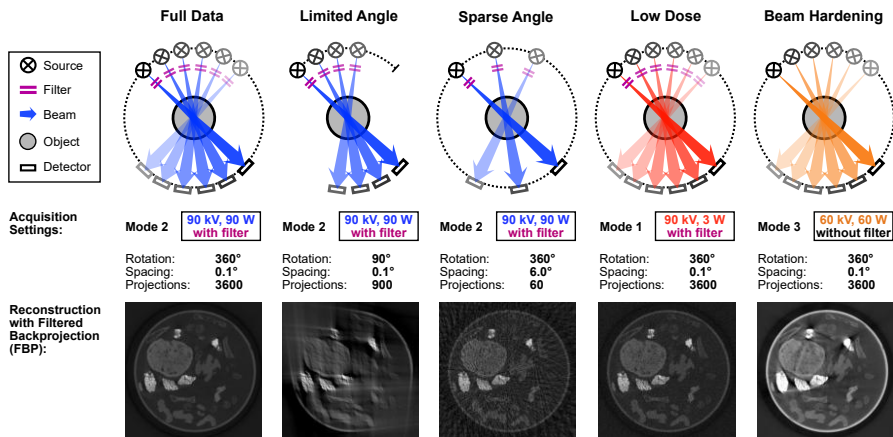 Full Data
Limited Angle
Sparse Angle
Low Dose
Beam Hardening
Source
Filter
Beam
Object
Detector
Acquisition
Settings:
Mode 2
90 kV, 90 W
with filter
Mode 2
90 kV, 90 W
with filter
Mode 2
90 kV, 90 W
with filter
Mode 1
90 kV, 3 W
with filter
Mode 3
60 kV, 60 W
without filter
Rotation: 360°
Spacing: 0.1°
Projections: 3600
Rotation: 90°
Spacing: 0.1°
Projections: 900
Rotation: 360°
Spacing: 6.0°
Projections: 60
Rotation: 360°
Spacing: 0.1°
Projections: 3600
Rotation: 360°
Spacing: 0.1°
Projections: 3600
Reconstruction
with Filtered
Backprojection
(FBP):